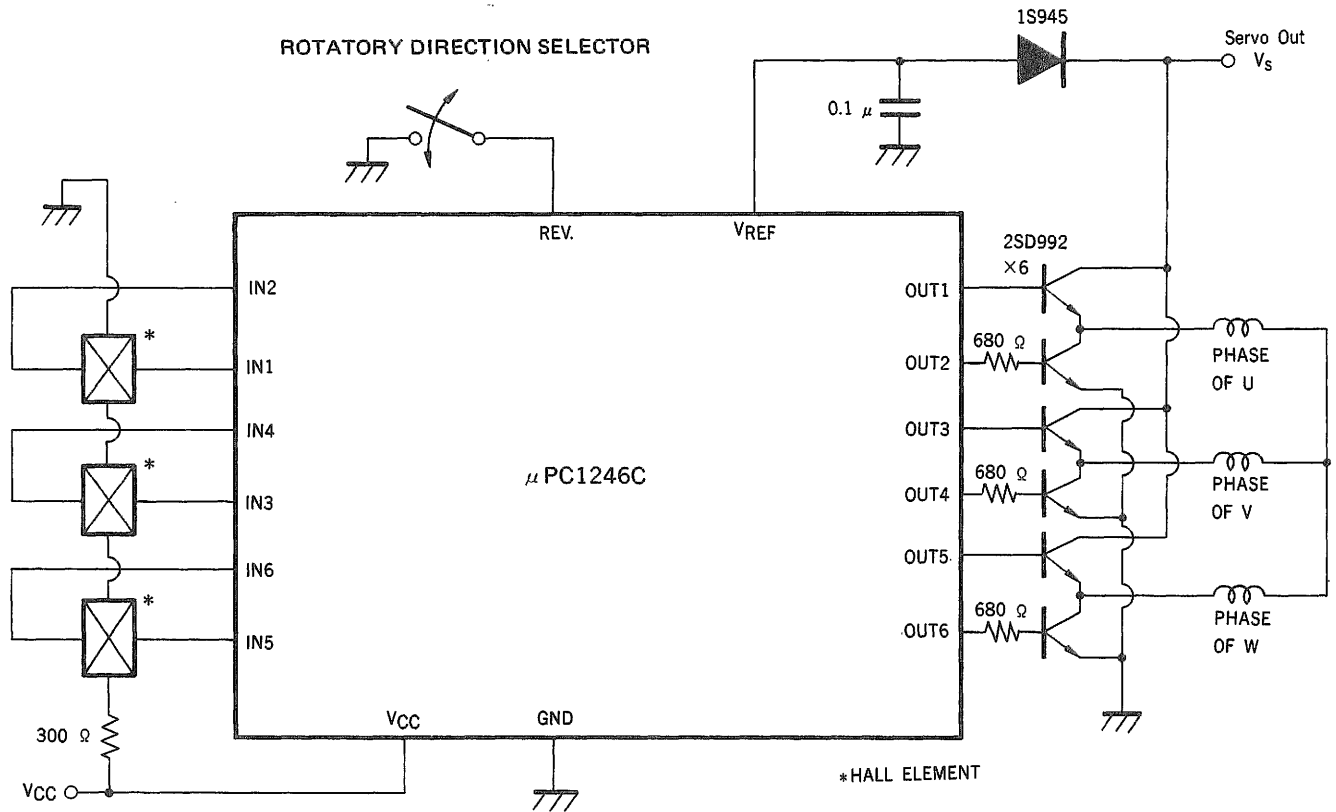 1S945
ROTATORY DIRECTION SELECTOR
Servo Out
VS
0.1 μ
REV.
VREF
2SD992
×6
IN2
OUT1
*
IN1
680 Ω
OUT2
PHASE
OF U
IN4
OUT3
*
μPC1246C
680 Ω
IN3
OUT4
PHASE
OF V
IN6
OUT5
*
680 Ω
IN5
OUT6
PHASE
OF W
300 Ω
VCC
GND
*HALL ELEMENT
VCC